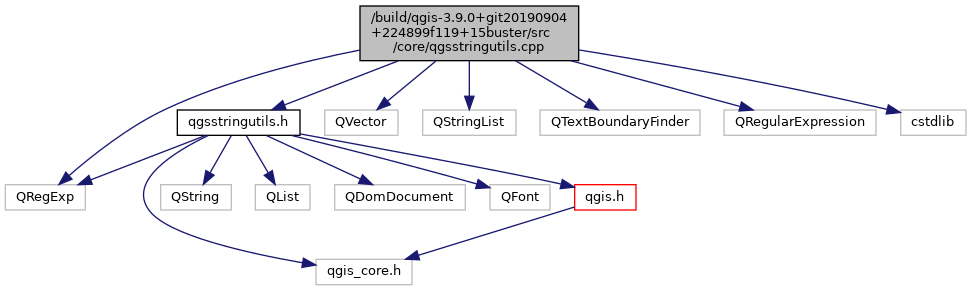 /build/qgis-3.9.0+git20190904
+224899f119+15buster/src
/core/qgsstringutils.cpp
qgsstringutils.h
QVector
QStringList
QTextBoundaryFinder
QRegularExpression
cstdlib
QRegExp
QString
QList
QDomDocument
QFont
qgis.h
qgis_core.h